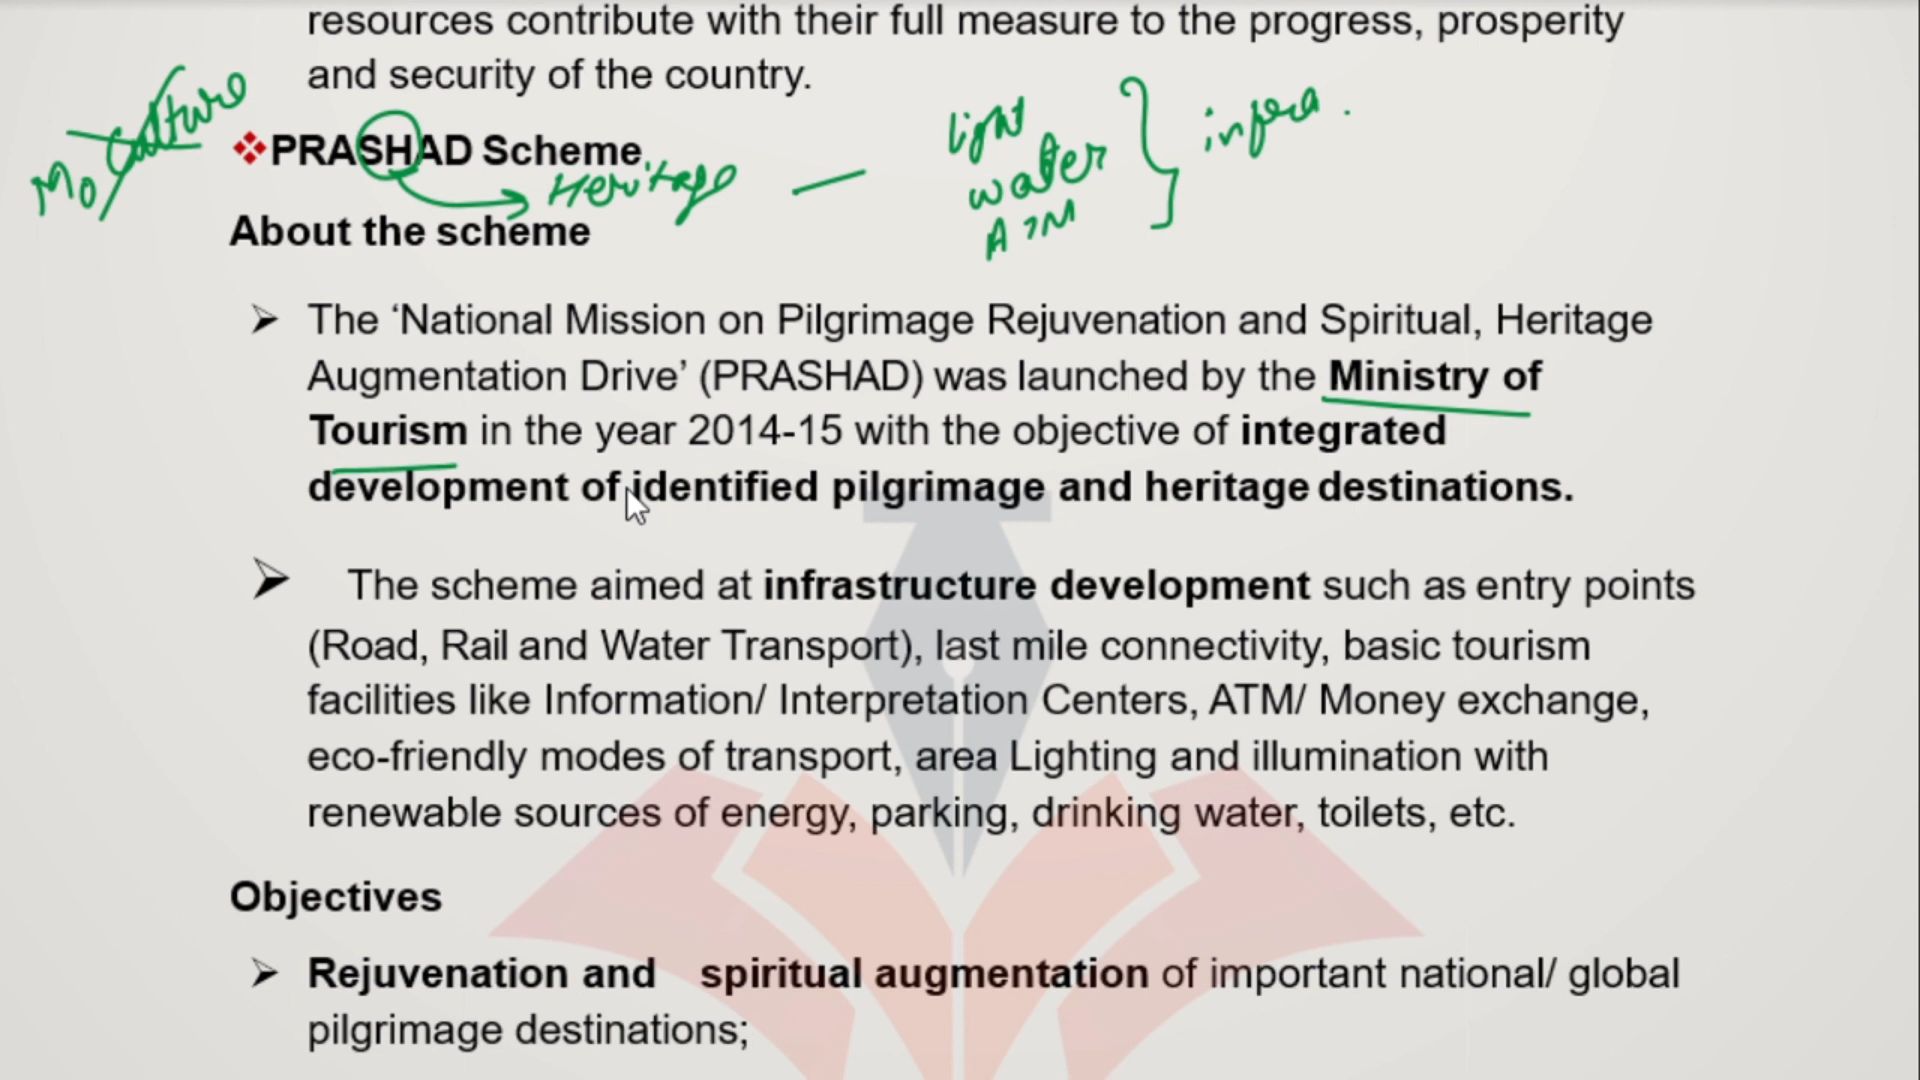 resources contribute with their full measure to the progress, prosperity
and security of the country.
Mo Culture
❖PRASHAD Scheme
Heritage — light
water
ATM
infra.
About the scheme
➢ The ‘National Mission on Pilgrimage Rejuvenation and Spiritual, Heritage
Augmentation Drive’ (PRASHAD) was launched by the Ministry of
Tourism in the year 2014-15 with the objective of integrated
development of identified pilgrimage and heritage destinations.
➢ The scheme aimed at infrastructure development such as entry points
(Road, Rail and Water Transport), last mile connectivity, basic tourism
facilities like Information/ Interpretation Centers, ATM/ Money exchange,
eco-friendly modes of transport, area Lighting and illumination with
renewable sources of energy, parking, drinking water, toilets, etc.
Objectives
➢ Rejuvenation and spiritual augmentation of important national/ global
pilgrimage destinations;